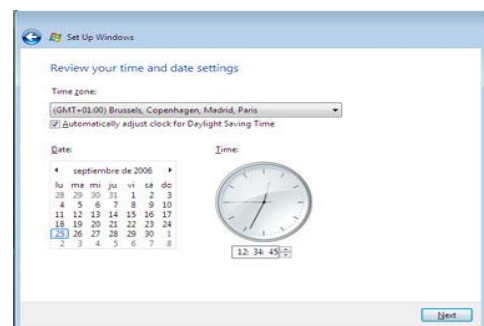 Set Up Windows
Review your time and date settings
Time zone:
(GMT+01:00) Brussels, Copenhagen, Madrid, Paris
Automatically adjust clock for Daylight Saving Time
Date:
Time:
septiembre de 2006
lu ma mi ju vi sá do
28 29 30 31 1 2 3
4 5 6 7 8 9 10
11 12 13 14 15 16 17
18 19 20 21 22 23 24
25 26 27 28 29 30 1
2 3 4 5 6 7 8
12: 34: 45
Next